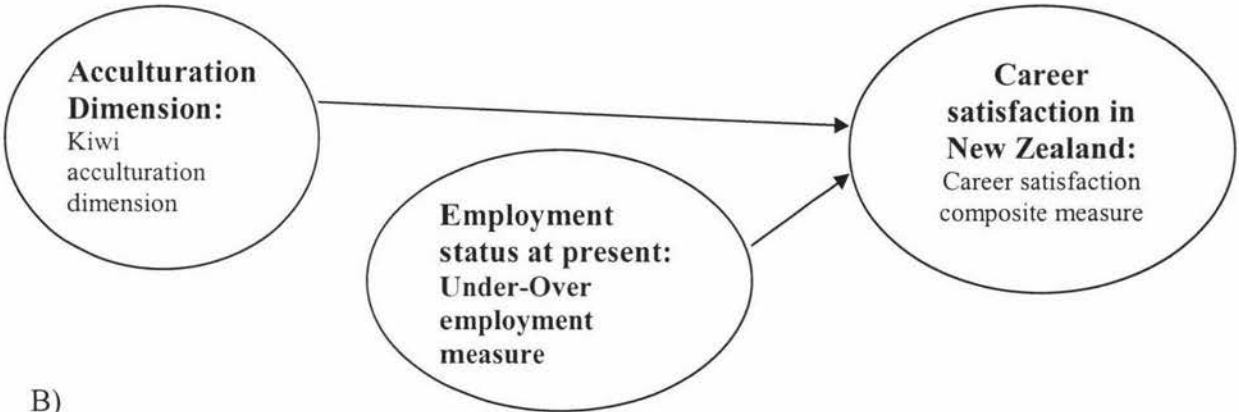 Acculturation
Dimension:
Kiwi
acculturation
dimension
Employment
status at present:
Under-Over
employment
measure
Career
satisfaction in
New Zealand:
Career satisfaction
composite measure
B)